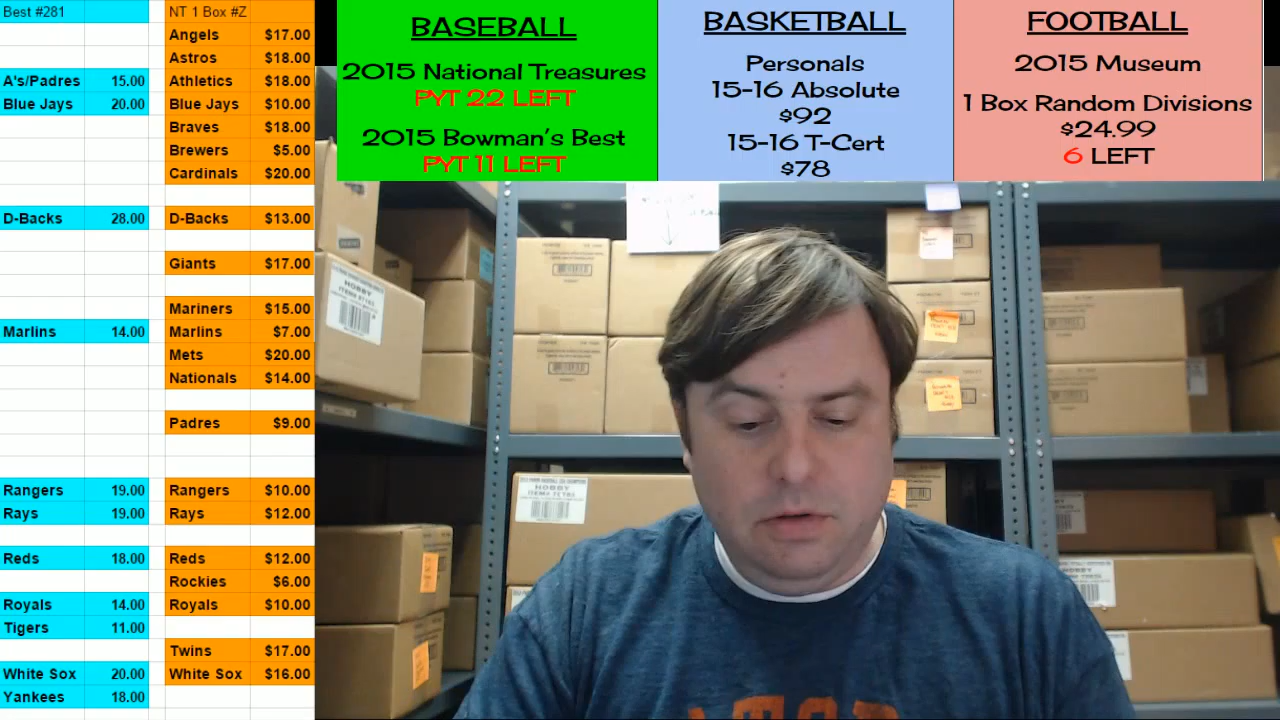 Best #281
A's/Padres 15.00
Blue Jays 20.00
D-Backs 28.00
Marlins 14.00
Rangers 19.00
Rays 19.00
Reds 18.00
Royals 14.00
Tigers 11.00
White Sox 20.00
Yankees 18.00
NT 1 Box #Z
Angels $17.00
Astros $18.00
Athletics $18.00
Blue Jays $10.00
Braves $18.00
Brewers $5.00
Cardinals $20.00
D-Backs $13.00
Giants $17.00
Mariners $15.00
Marlins $7.00
Mets $20.00
Nationals $14.00
Padres $9.00
Rangers $10.00
Rays $12.00
Reds $12.00
Rockies $6.00
Royals $10.00
Twins $17.00
White Sox $16.00
BASEBALL
2015 National Treasures
PYT 22 LEFT
2015 Bowman's Best
PYT 11 LEFT
BASKETBALL
Personals
15-16 Absolute
$92
15-16 T-Cert
$78
FOOTBALL
2015 Museum
1 Box Random Divisions
$24.99
6 LEFT
HOBBY
HOBBY